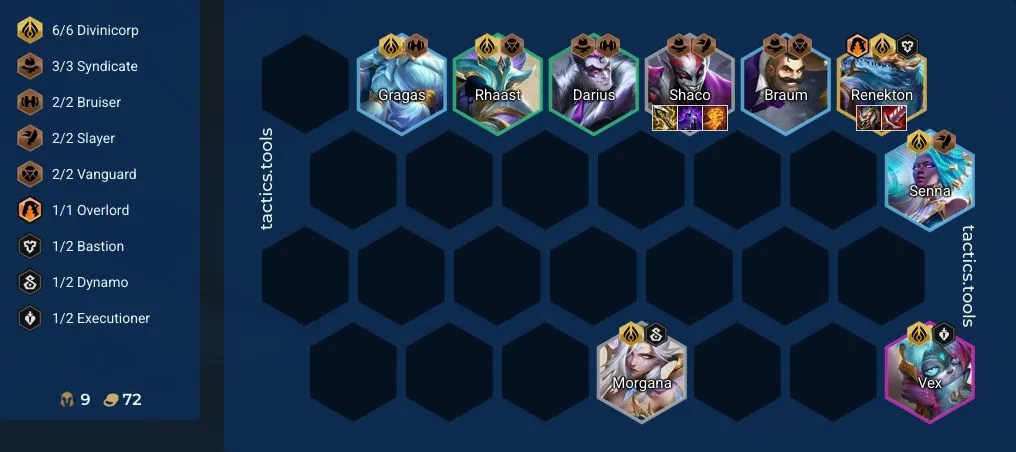 6/6 Divinicorp
3/3 Syndicate
2/2 Bruiser
2/2 Slayer
2/2 Vanguard
1/1 Overlord
1/2 Bastion
1/2 Dynamo
1/2 Executioner
9 72
tactics.tools
Gragas
Rhaast
Darius
Shaco
Braum
Renekton
Senna
tactics.tools
Morgana
Vex